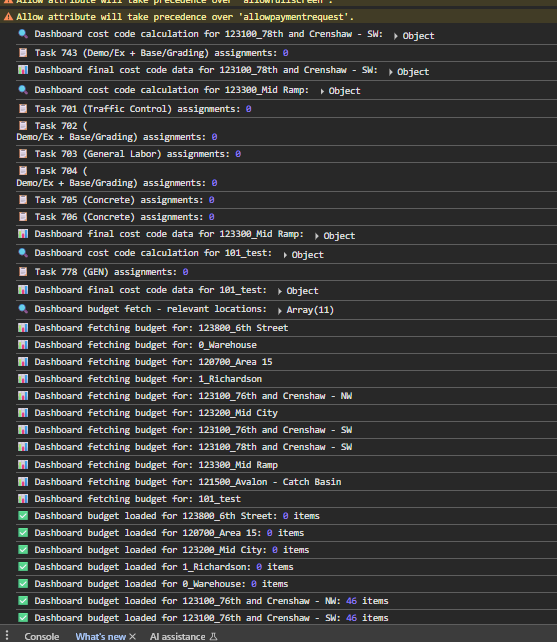 Allow attribute will take precedence over 'allowfullscreen'.
Allow attribute will take precedence over 'allowpaymentrequest'.
Dashboard cost code calculation for 123100_78th and Crenshaw - SW: Object
Task 743 (Demo/Ex + Base/Grading) assignments: 0
Dashboard final cost code data for 123100_78th and Crenshaw - SW: Object
Dashboard cost code calculation for 123300_Mid Ramp: Object
Task 701 (Traffic Control) assignments: 0
Task 702 (
Demo/Ex + Base/Grading) assignments: 0
Task 703 (General Labor) assignments: 0
Task 704 (
Demo/Ex + Base/Grading) assignments: 0
Task 705 (Concrete) assignments: 0
Task 706 (Concrete) assignments: 0
Dashboard final cost code data for 123300_Mid Ramp: Object
Dashboard cost code calculation for 101_test: Object
Task 778 (GEN) assignments: 0
Dashboard final cost code data for 101_test: Object
Dashboard budget fetch - relevant locations: Array(11)
Dashboard fetching budget for: 123800_6th Street
Dashboard fetching budget for: 0_Warehouse
Dashboard fetching budget for: 120700_Area 15
Dashboard fetching budget for: 1_Richardson
Dashboard fetching budget for: 123100_76th and Crenshaw - NW
Dashboard fetching budget for: 123200_Mid City
Dashboard fetching budget for: 123100_76th and Crenshaw - SW
Dashboard fetching budget for: 123100_78th and Crenshaw - SW
Dashboard fetching budget for: 123300_Mid Ramp
Dashboard fetching budget for: 121500_Avalon - Catch Basin
Dashboard fetching budget for: 101_test
Dashboard budget loaded for 123800_6th Street: 0 items
Dashboard budget loaded for 120700_Area 15: 0 items
Dashboard budget loaded for 123200_Mid City: 0 items
Dashboard budget loaded for 1_Richardson: 0 items
Dashboard budget loaded for 0_Warehouse: 0 items
Dashboard budget loaded for 123100_76th and Crenshaw - NW: 46 items
Dashboard budget loaded for 123100_76th and Crenshaw - SW: 46 items
Console What's new AI assistance